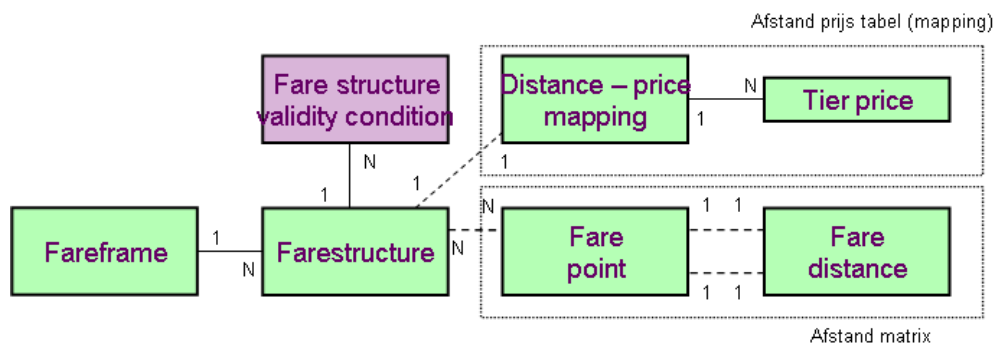 Afstand prijs tabel (mapping)
Fare structure
validity condition
Distance – price
mapping
N
1
Tier price
N
1
1
1
N
Fareframe
1
N
Farestructure
N
Fare
point
1 1
1 1
Fare
distance
Afstand matrix